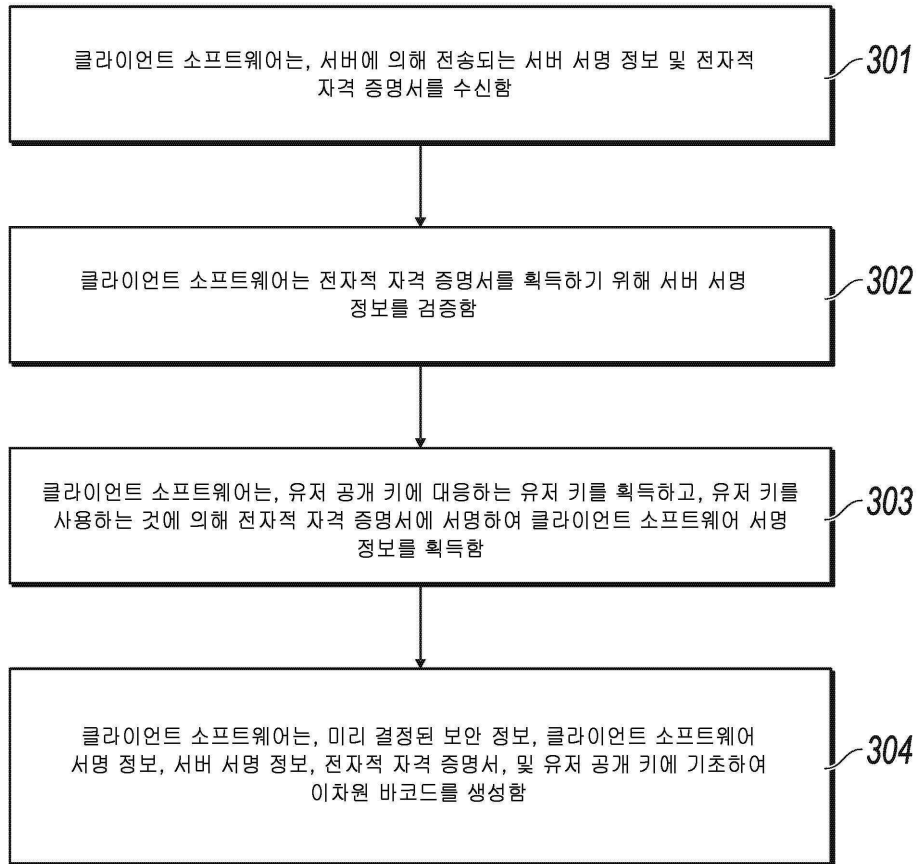 클라이언트 소프트웨어는, 서버에 의해 전송되는 서버 서명 정보 및 전자적
자격 증명서를 수신함
301
클라이언트 소프트웨어는 전자적 자격 증명서를 획득하기 위해 서버 서명
정보를 검증함
302
클라이언트 소프트웨어는, 유저 공개 키에 대응하는 유저 키를 획득하고, 유저 키를
사용하는 것에 의해 전자적 자격 증명서에 서명하여 클라이언트 소프트웨어 서명
정보를 획득함
303
클라이언트 소프트웨어는, 미리 결정된 보안 정보, 클라이언트 소프트웨어
서명 정보, 서버 서명 정보, 전자적 자격 증명서, 및 유저 공개 키에 기초하여
이차원 바코드를 생성함
304